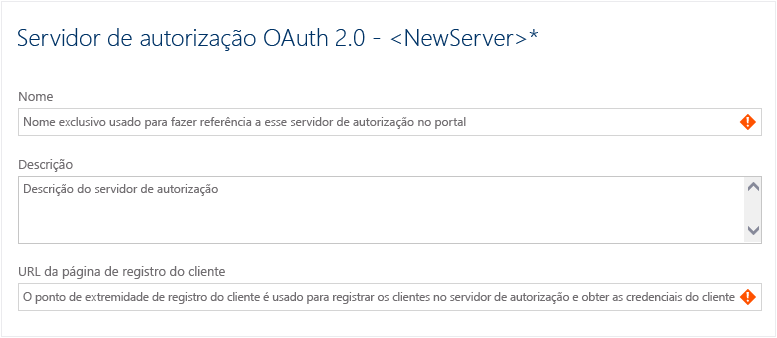 Servidor de autorização OAuth 2.0 - <NewServer>*
Nome
Nome exclusivo usado para fazer referência a esse servidor de autorização no portal
Descrição
Descrição do servidor de autorização
URL da página de registro do cliente
O ponto de extremidade de registro do cliente é usado para registrar os clientes no servidor de autorização e obter as credenciais do cliente